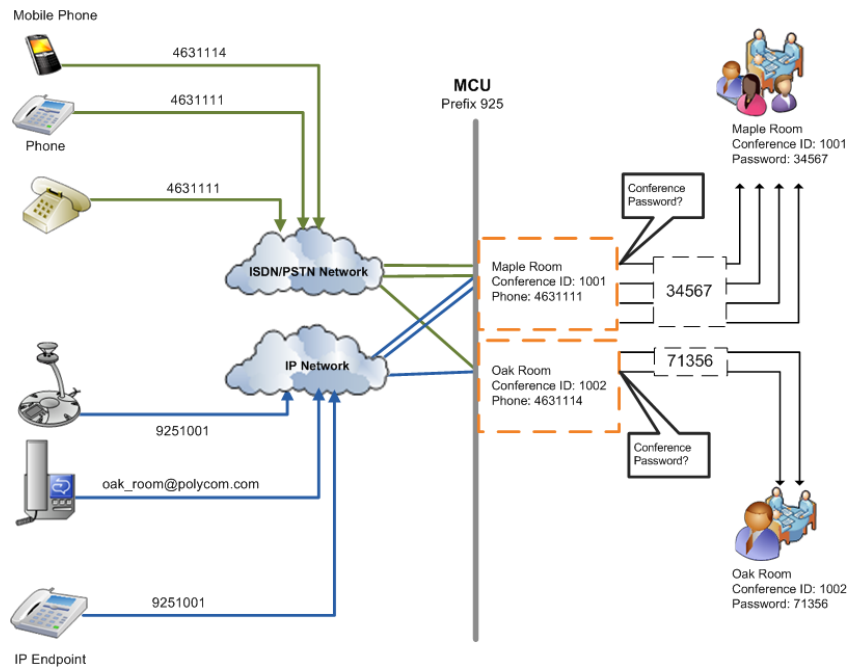 Mobile Phone
4631114
4631111
Phone
4631111
ISDN/PSTN Network
IP Network
9251001
oak_room@polycom.com
9251001
IP Endpoint
MCU
Prefix 925
Maple Room
Conference ID: 1001
Phone: 4631111
Oak Room
Conference ID: 1002
Phone: 4631114
Conference
Password?
34567
71356
Conference
Password?
Maple Room
Conference ID: 1001
Password: 34567
Oak Room
Conference ID: 1002
Password: 71356